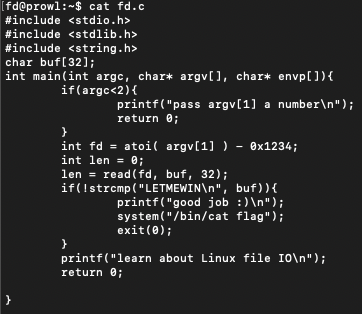 [fd@prowl:~$ cat fd.c
#include <stdio.h>
#include <stdlib.h>
#include <string.h>
char buf[32];
int main(int argc, char* argv[], char* envp[]){
        if(argc<2){
                printf("pass argv[1] a number\n");
                return 0;
        }
        int fd = atoi( argv[1] ) - 0x1234;
        int len = 0;
        len = read(fd, buf, 32);
        if(!strcmp("LETMEWIN\n", buf)){
                printf("good job :)\n");
                system("/bin/cat flag");
                exit(0);
        }
        printf("learn about Linux file IO\n");
        return 0;

}